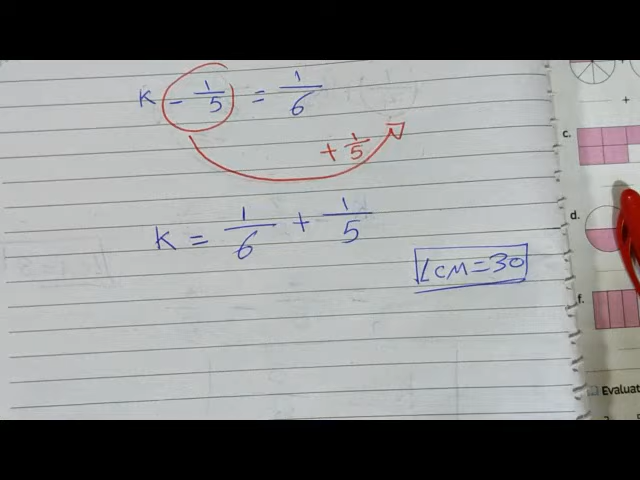 K - 1/5 = 1/6
+ 1/5
K = 1/6 + 1/5
LCM = 30
+
c.
d.
f.
Evaluat